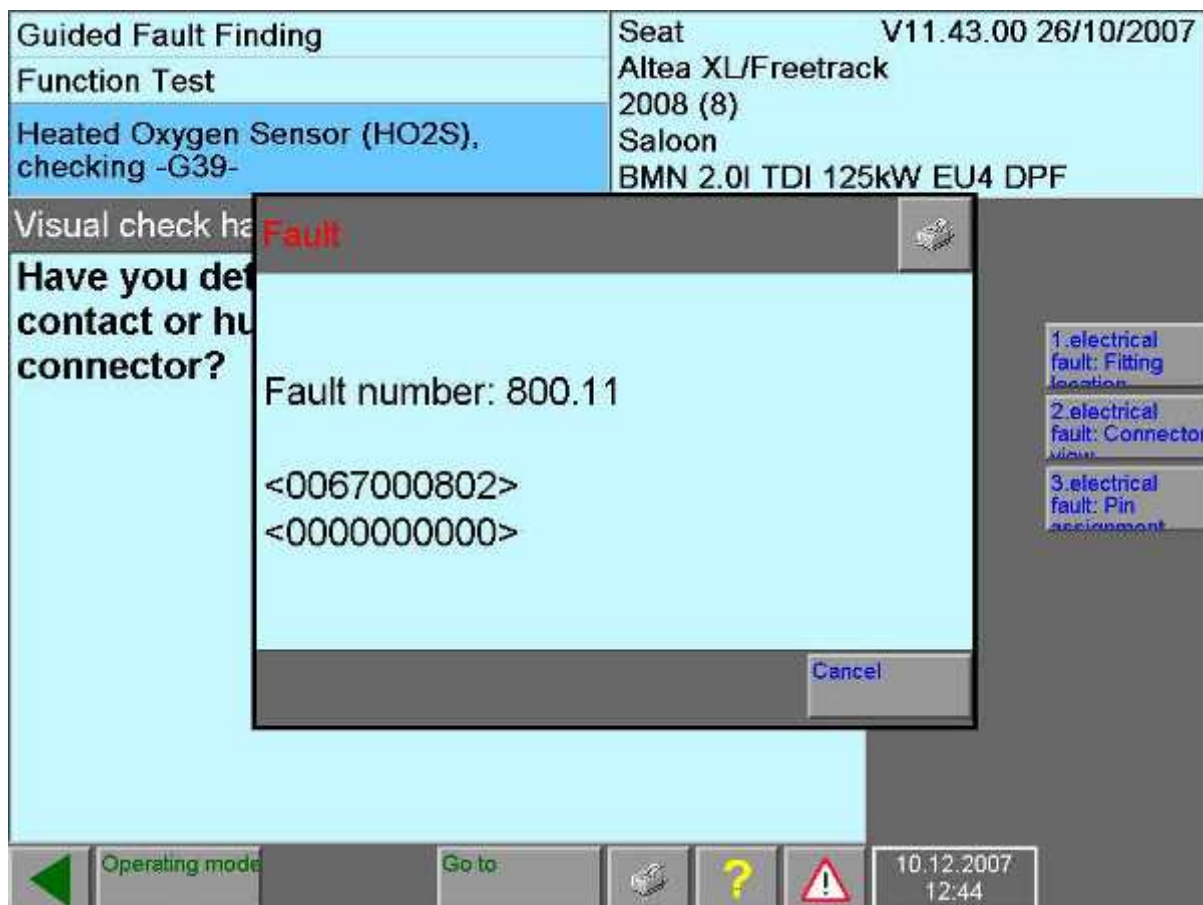 Guided Fault Finding
Function Test
Heated Oxygen Sensor (HO2S),
checking -G39-
Seat V11.43.00 26/10/2007
Altea XL/Freetrack
2008 (8)
Saloon
BMN 2.0l TDI 125kW EU4 DPF
Visual check ha
Have you det
contact or hu
connector?
Fault
Fault number: 800.11
<0067000802>
<0000000000>
Cancel
1.electrical
fault: Fitting
location
2.electrical
fault: Connector
view
3.electrical
fault: Pin
assignment
Operating mode
Go to
?
!
10.12.2007
12:44